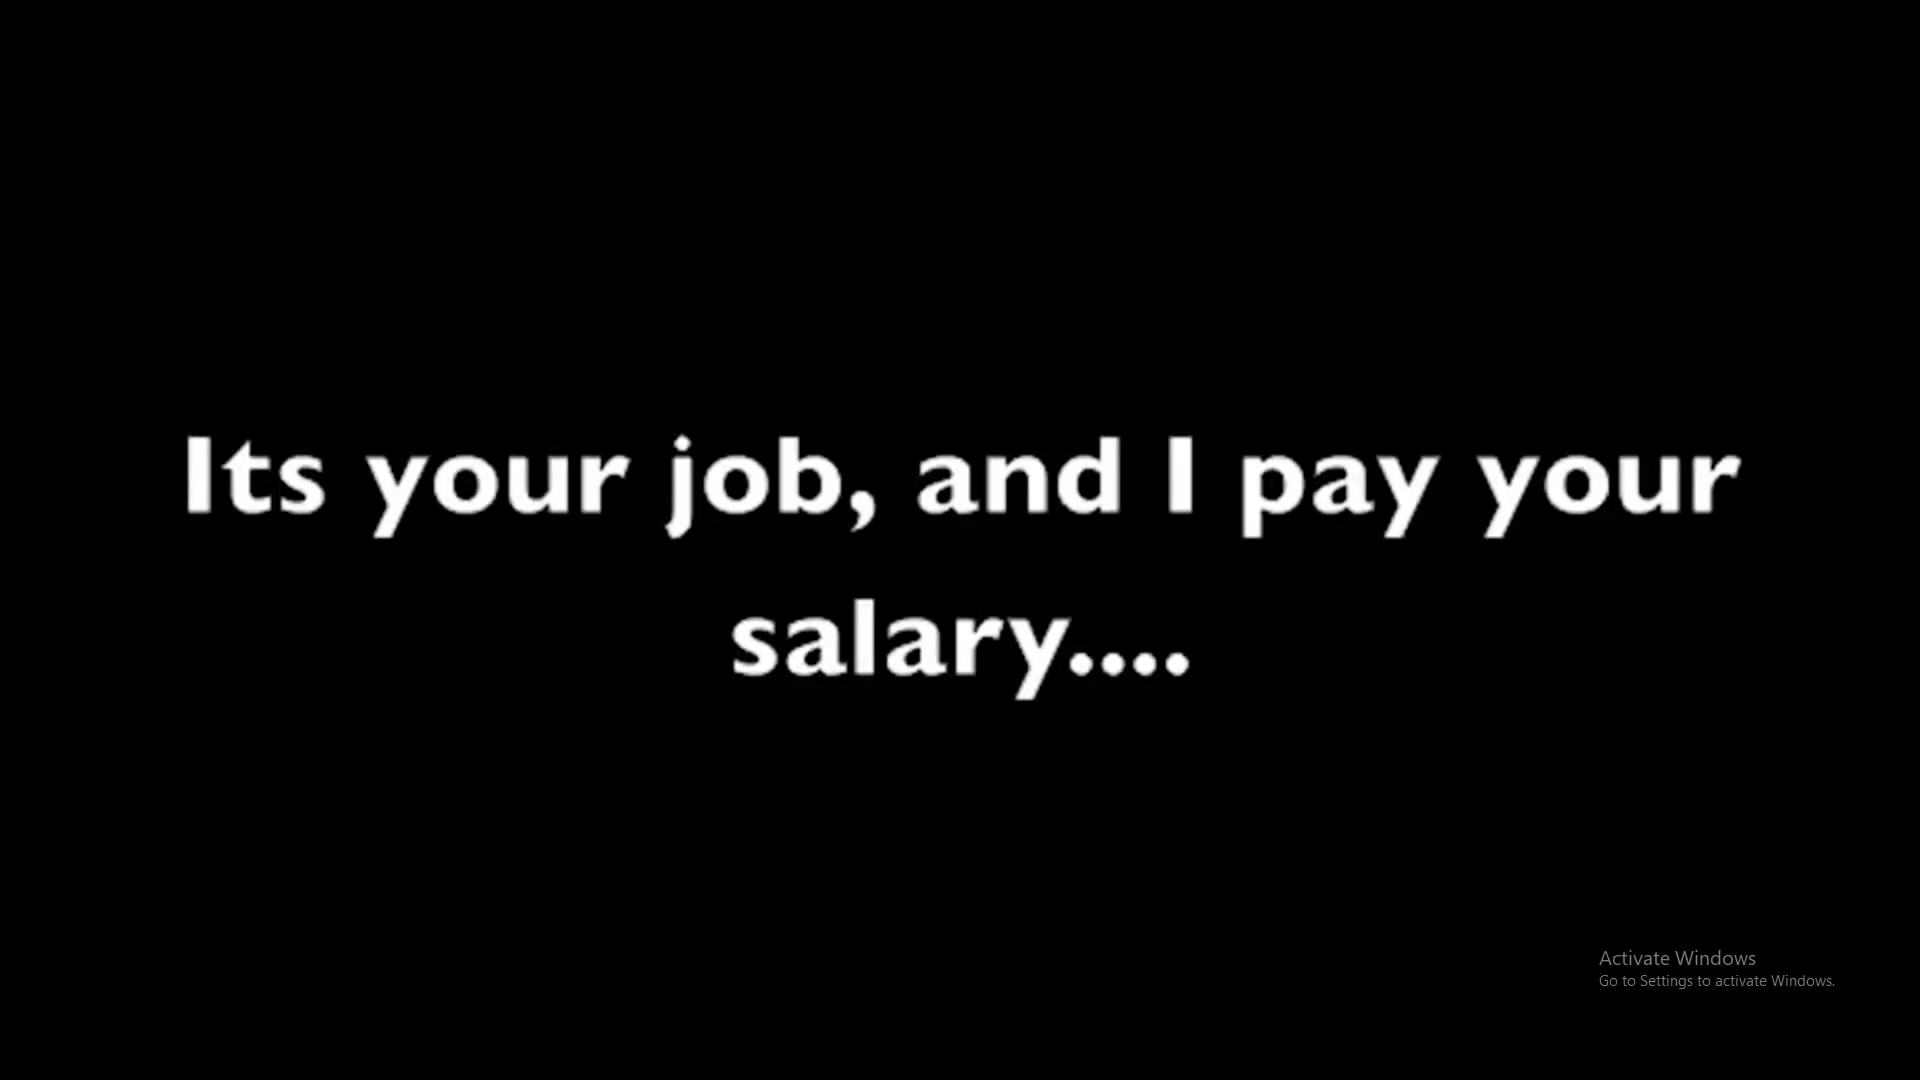 Its your job, and I pay your
salary....
Activate Windows
Go to Settings to activate Windows.